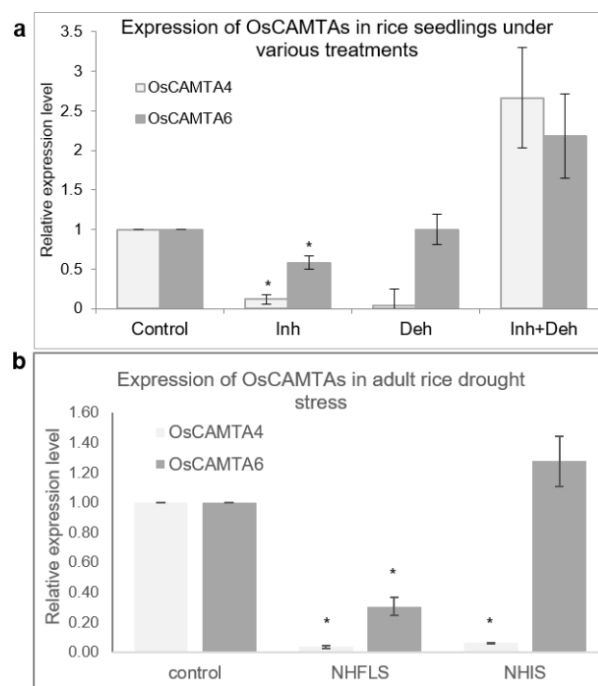 a
Expression of OsCAMTAs in rice seedlings under
various treatments
Relative expression level
3.5
3
2.5
2
1.5
1
0.5
0
OsCAMTA4
OsCAMTA6
*
*
Control
Inh
Deh
Inh+Deh
b
Expression of OsCAMTAs in adult rice drought
stress
Relative expression level
1.60
1.40
1.20
1.00
0.80
0.60
0.40
0.20
0.00
OsCAMTA4
OsCAMTA6
*
*
*
control
NHFLS
NHIS